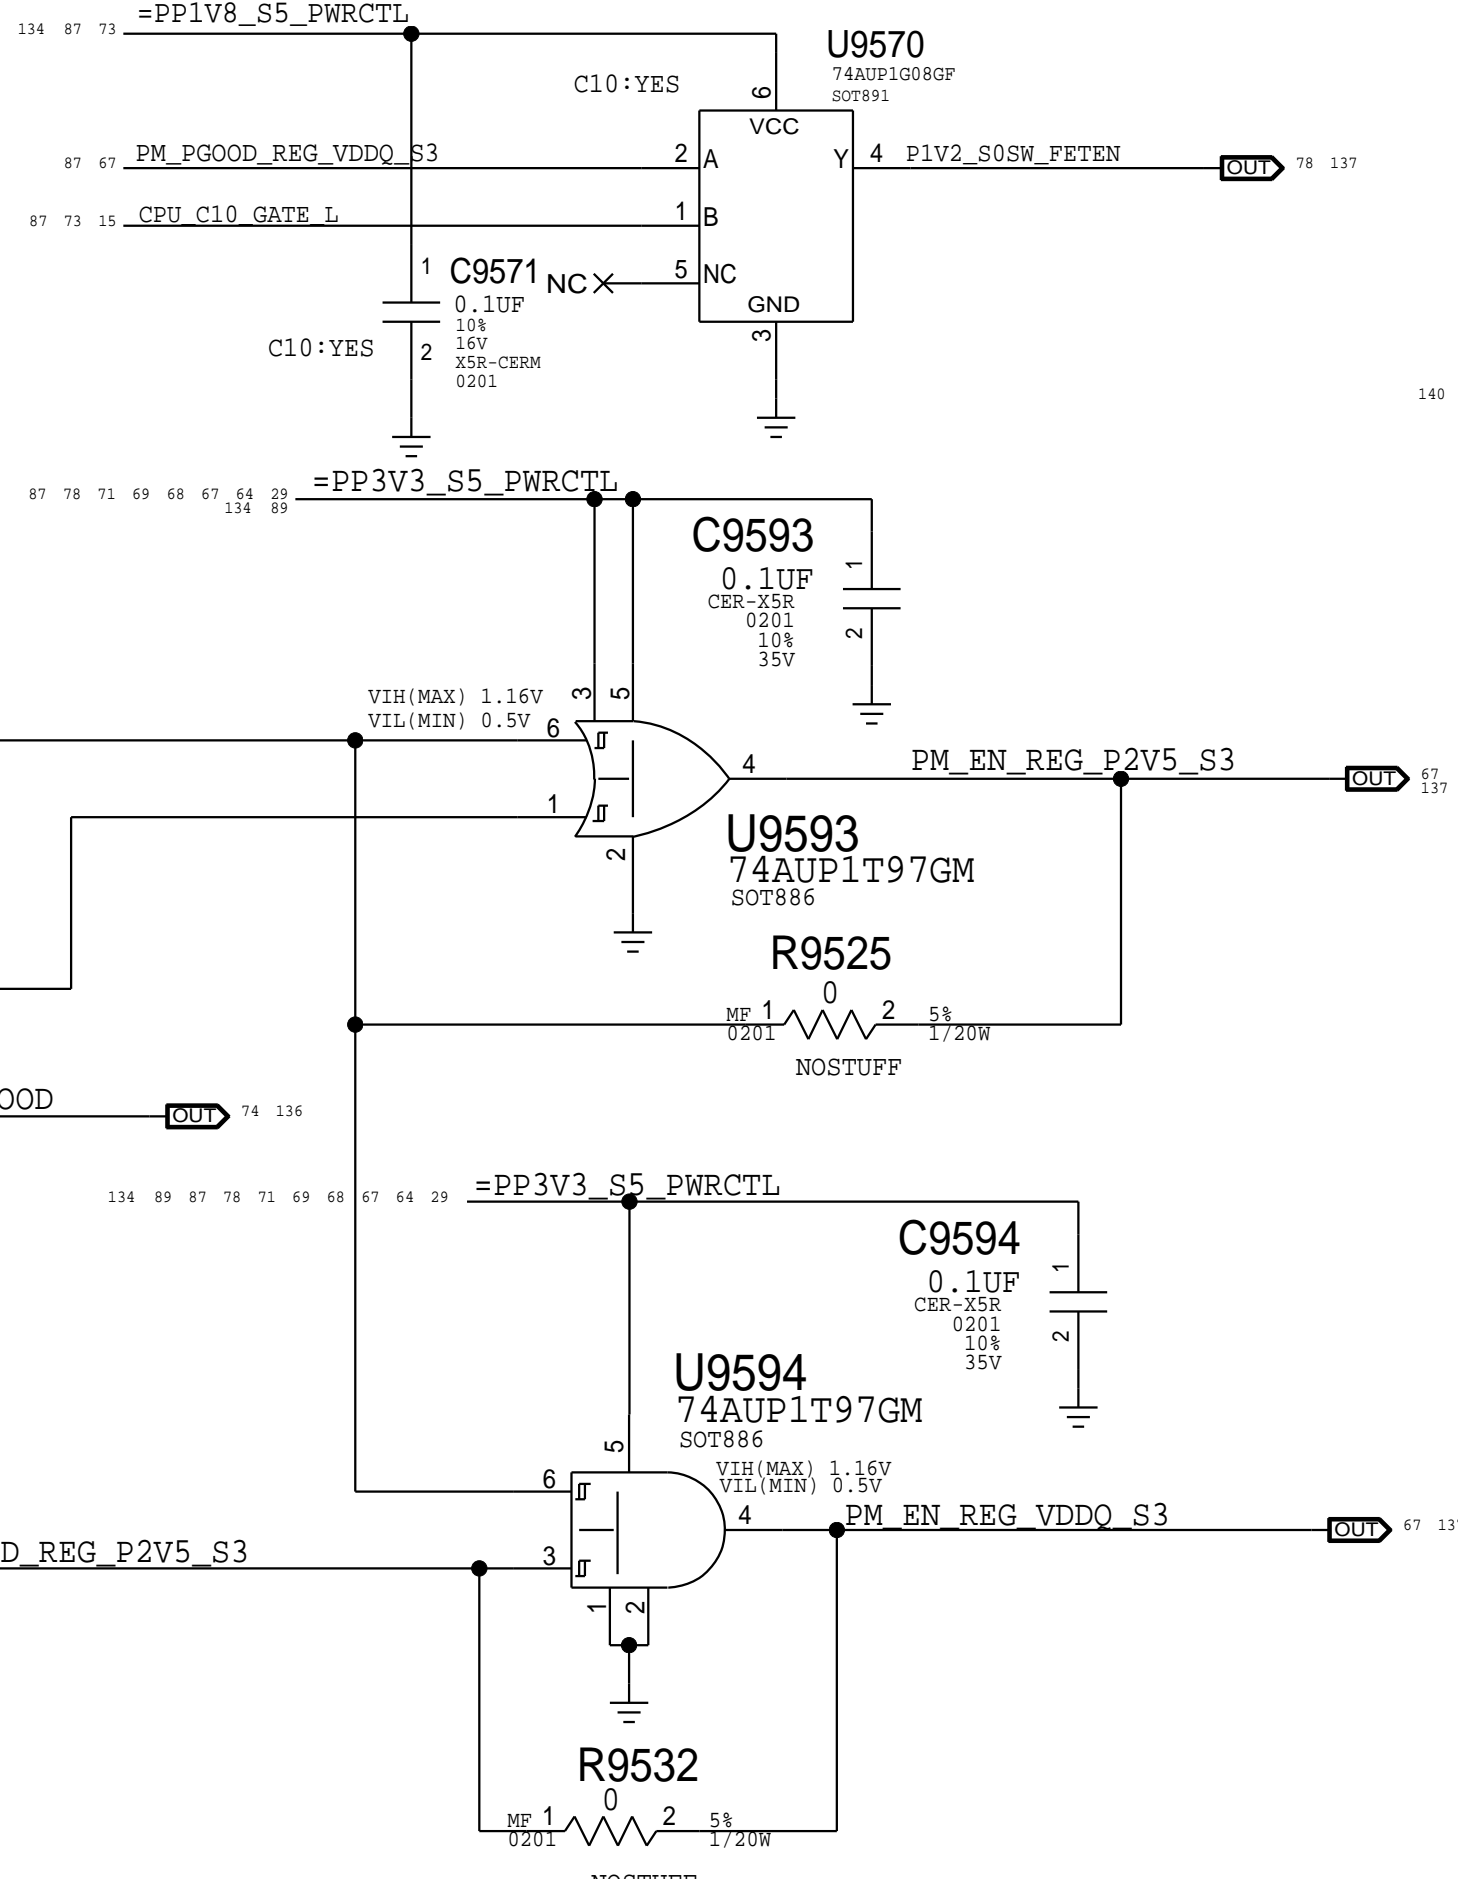 =PP1V8_S5_PWRCTL
134 87 73
U9570
74AUP1G08GF
SOT891
C10:YES
6
VCC
87 67 PM_PGOOD_REG_VDDQ_S3 2 A Y 4 P1V2_S0SW_FETEN OUT 78 137
87 73 15 CPU_C10_GATE_L 1 B
1 C9571 NC 5 NC
0.1UF GND
10%
16V
C10:YES 2 3
X5R-CERM
0201
140
=PP3V3_S5_PWRCTL
87 78 71 69 68 67 64 29
134 89
C9593
0.1UF 1
CER-X5R
0201
10% 2
35V
VIH(MAX) 1.16V 3 5
VIL(MIN) 0.5V 6
4 PM_EN_REG_P2V5_S3 OUT 67
137
1
U9593
2
74AUP1T97GM
SOT886
R9525
0
MF 1 2 5%
0201 1/20W
NOSTUFF
OOD OUT 74 136
134 89 87 78 71 69 68 67 64 29 =PP3V3_S5_PWRCTL
C9594
0.1UF 1
CER-X5R
0201
10% 2
35V
U9594
74AUP1T97GM
SOT886
5
VIH(MAX) 1.16V
6 VIL(MIN) 0.5V
4 PM_EN_REG_VDDQ_S3 OUT 67
D_REG_P2V5_S3 3
1 2
R9532
0
MF 1 2 5%
0201 1/20W